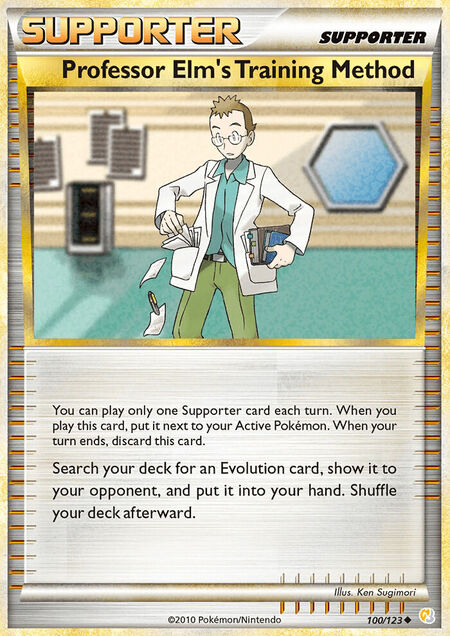 SUPPORTER
SUPPORTER
Professor Elm's Training Method
You can play only one Supporter card each turn. When you
play this card, put it next to your Active Pokémon. When your
turn ends, discard this card.
Search your deck for an Evolution card, show it to
your opponent, and put it into your hand. Shuffle
your deck afterward.
Illus. Ken Sugimori
©2010 Pokémon/Nintendo
100/123